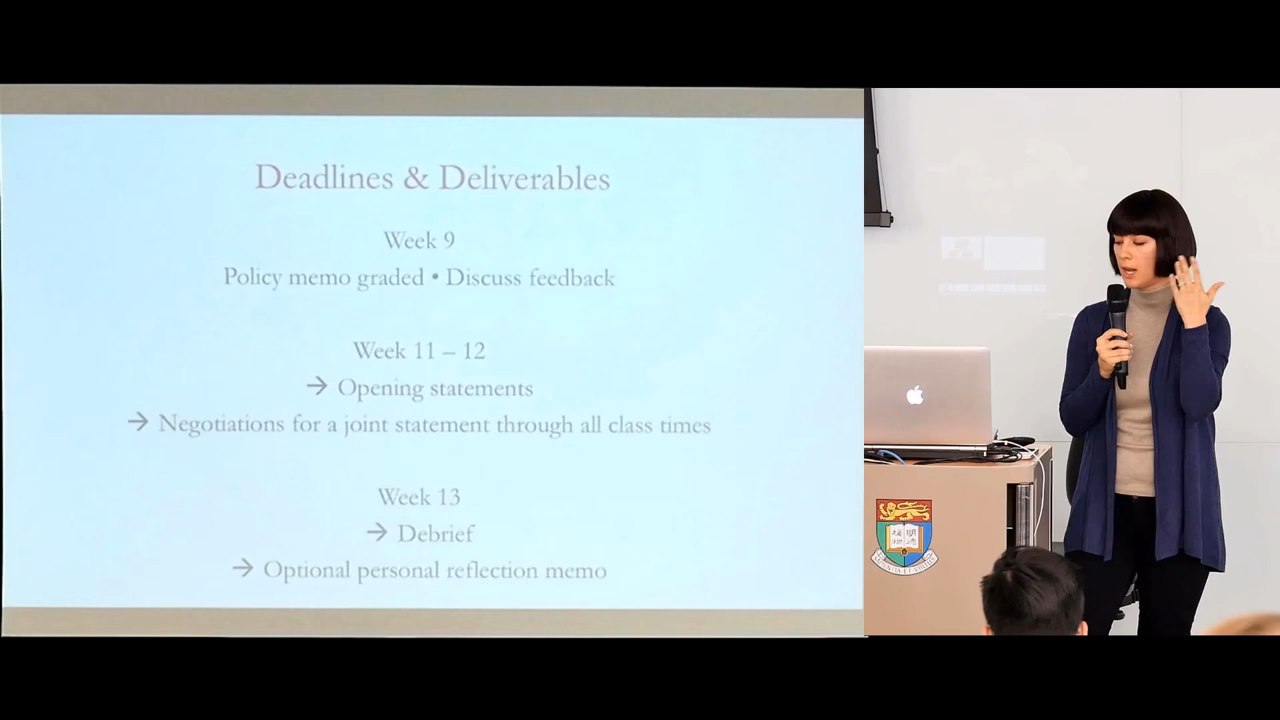 Deadlines & Deliverables
Week 9
Policy memo graded • Discuss feedback
Week 11 – 12
→ Opening statements
→ Negotiations for a joint statement through all class times
Week 13
→ Debrief
→ Optional personal reflection memo